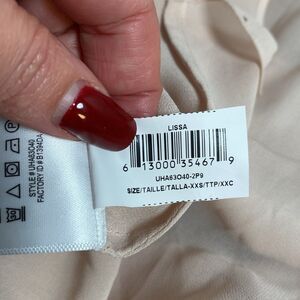 LISSA
6 13000 35467 9
UHA63O40-2P9
SIZE/TAILLE/TALLA-XXS/TTP/XXC
STYLE # UHA63O40